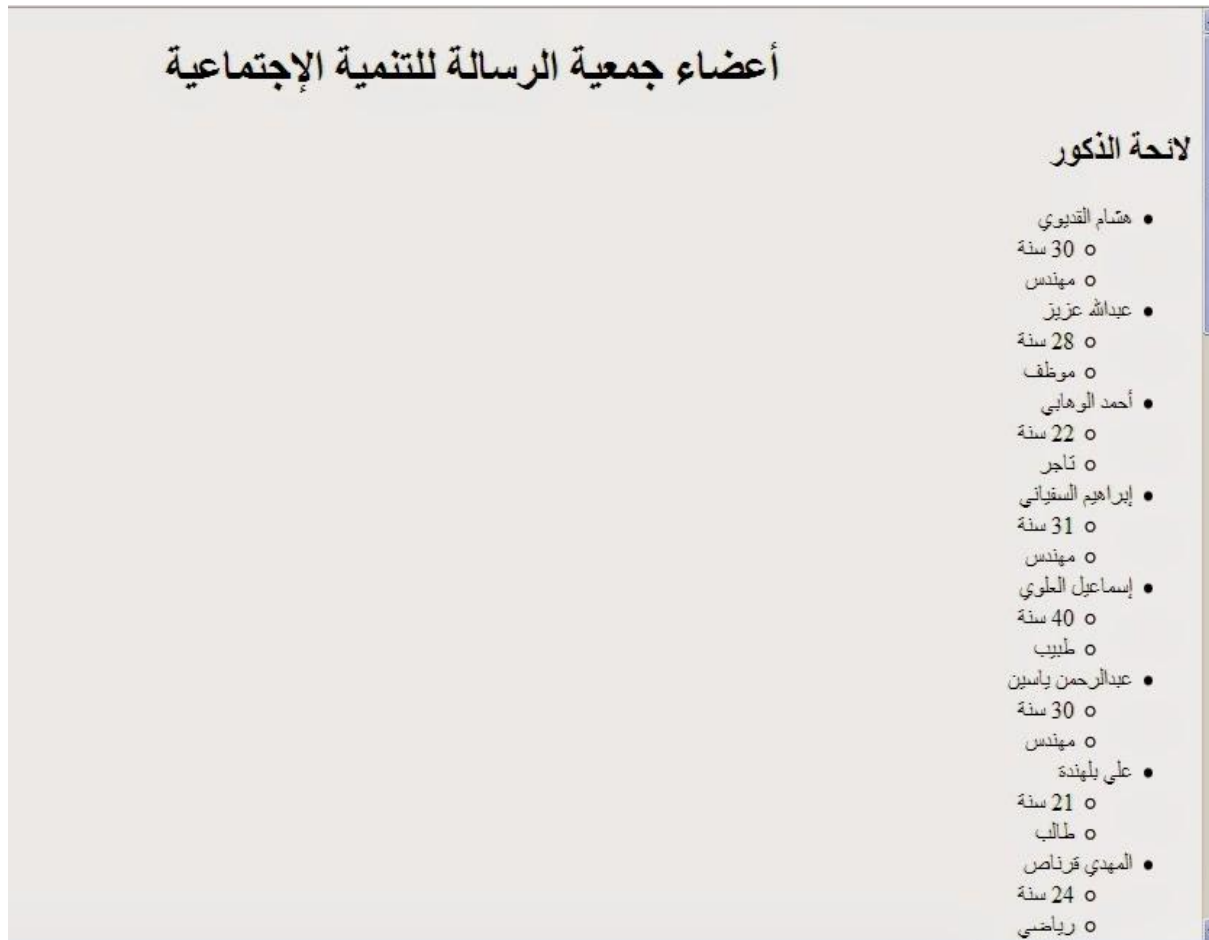 أعضاء جمعية الرسالة للتنمية الإجتماعية
لائحة الذكور
هشام القديوي
30 سنة
مهندس
عبدالله عزيز
28 سنة
موظف
أحمد الوهابي
22 سنة
تاجر
إبراهيم السفياني
31 سنة
مهندس
إسماعيل العلوي
40 سنة
طبيب
عبدالرحمن ياسين
30 سنة
مهندس
علي بلهندة
21 سنة
طالب
المهدي قرناص
24 سنة
رياضي